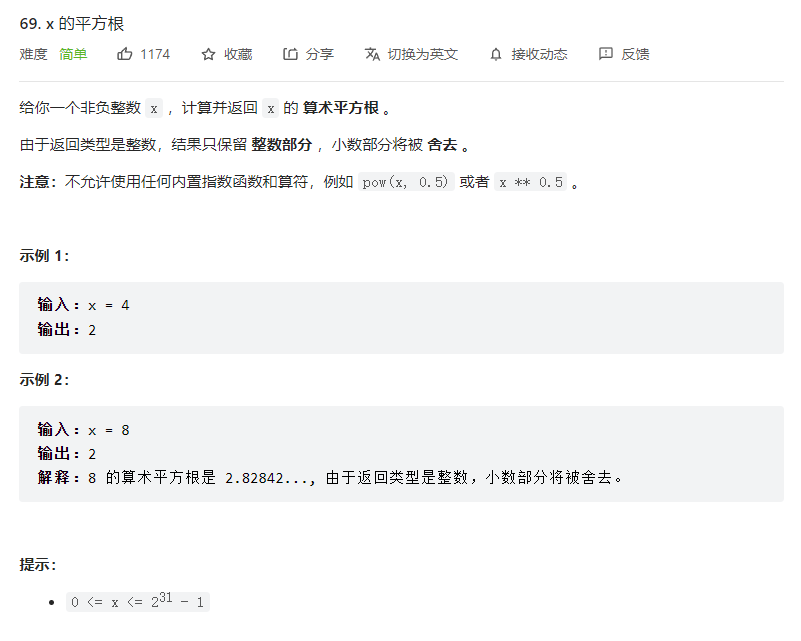 69. x 的平方根
难度 简单 1174 收藏 分享 切换为英文 接收动态 反馈
给你一个非负整数 x ，计算并返回 x 的 算术平方根 。
由于返回类型是整数，结果只保留 整数部分 ，小数部分将被 舍去 。
注意：不允许使用任何内置指数函数和算符，例如 pow(x, 0.5) 或者 x ** 0.5 。
示例 1：
输入：x = 4
输出：2
示例 2：
输入：x = 8
输出：2
解释：8 的算术平方根是 2.82842..., 由于返回类型是整数，小数部分将被舍去。
提示：
• 0 <= x <= 2³¹ - 1